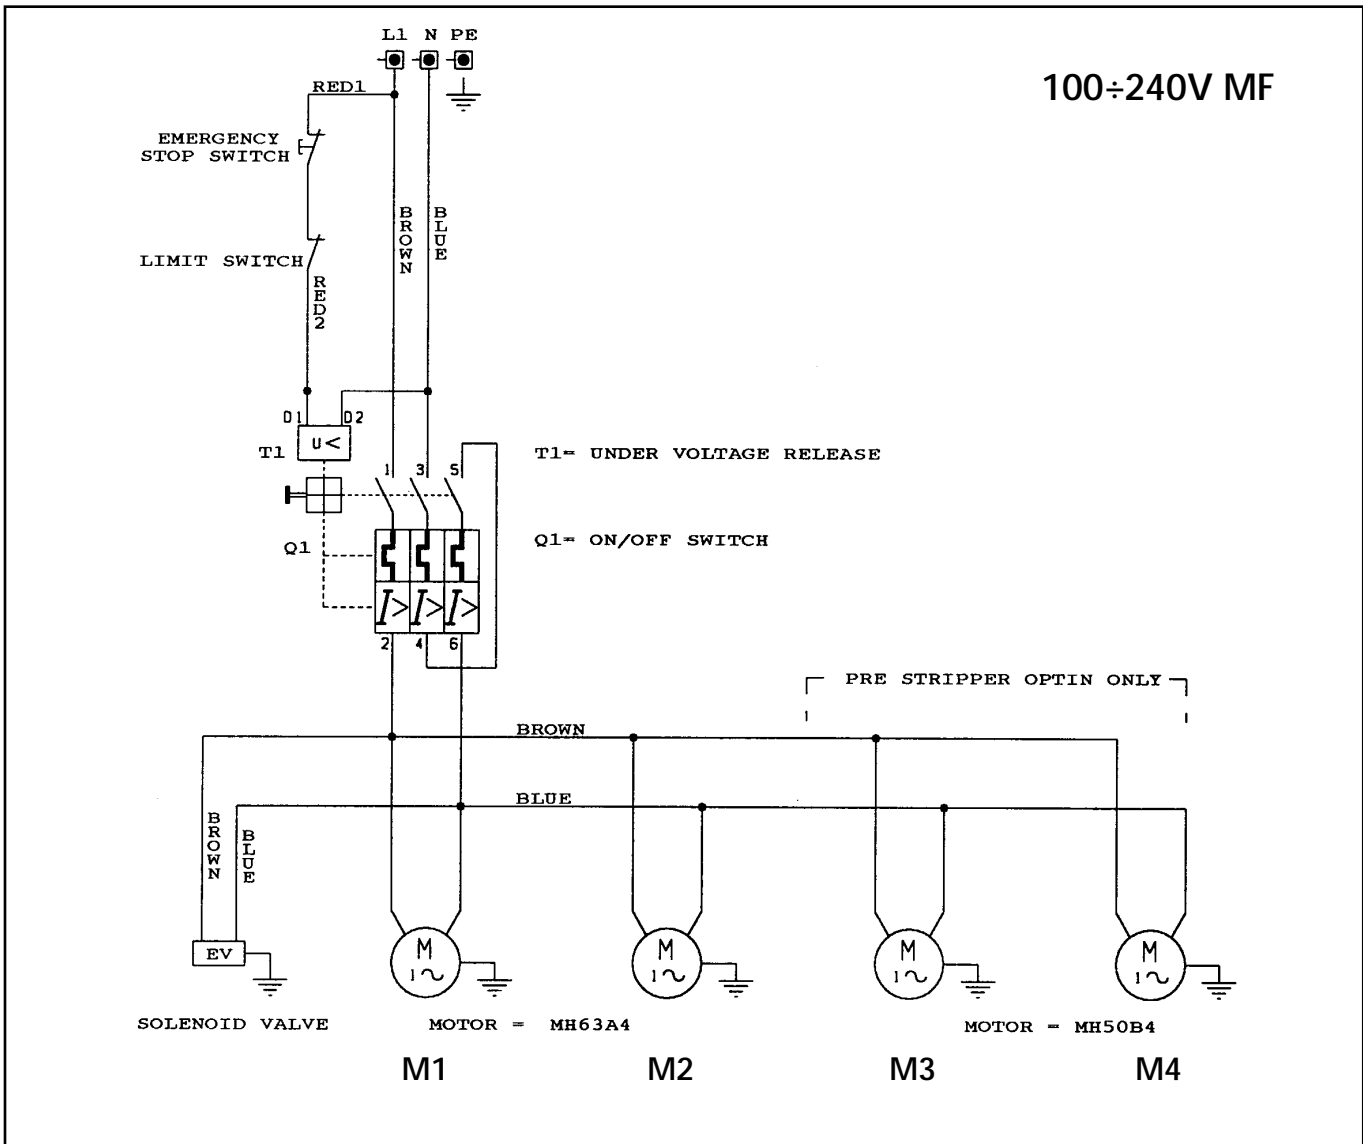 L1 N PE
100÷240V MF
RED1
EMERGENCY
STOP SWITCH
BROWN
BLUE
LIMIT SWITCH
RED2
D1 D2
U<
T1
T1= UNDER VOLTAGE RELEASE
1 3 5
Q1
Q1= ON/OFF SWITCH
I> I> I>
2 4 6
PRE STRIPPER OPTIN ONLY
BROWN
BLUE
BROWN
BLUE
EV
M
1~
M
1~
M
1~
M
1~
SOLENOID VALVE
MOTOR = MH63A4
MOTOR = MH50B4
M1 M2 M3 M4